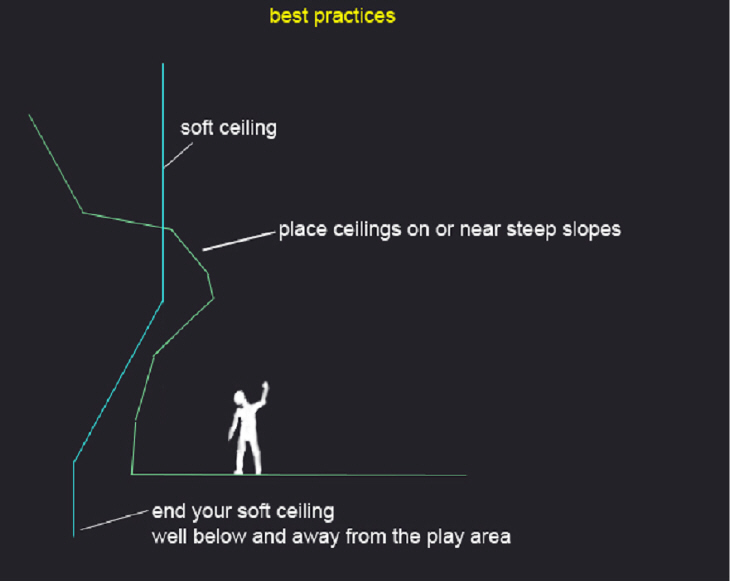 best practices
soft ceiling
place ceilings on or near steep slopes
end your soft ceiling
well below and away from the play area